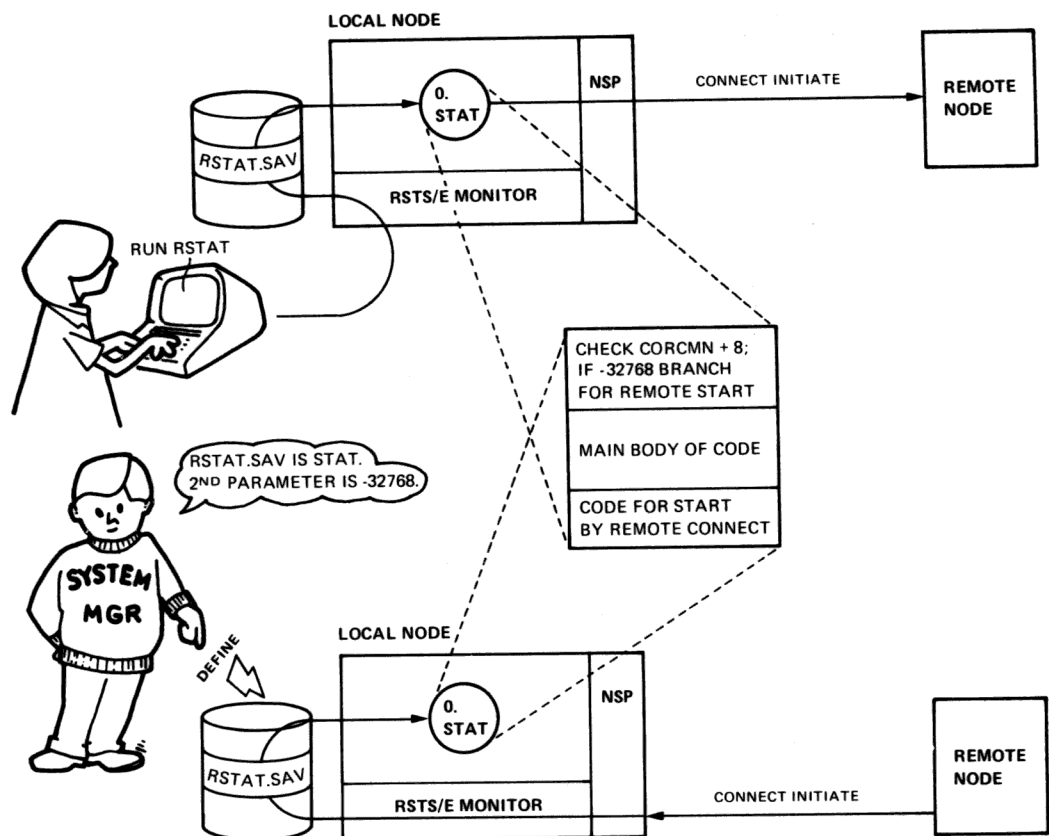 LOCAL NODE
NSP
CONNECT INITIATE
REMOTE
NODE
0.
STAT
RSTAT.SAV
RSTS/E MONITOR
RUN RSTAT
CHECK CORCMN + 8;
IF -32768 BRANCH
FOR REMOTE START
MAIN BODY OF CODE
CODE FOR START
BY REMOTE CONNECT
RSTAT.SAV IS STAT.
2ND PARAMETER IS -32768.
SYSTEM
MGR
DEFINE
LOCAL NODE
NSP
0.
STAT
RSTAT.SAV
RSTS/E MONITOR
CONNECT INITIATE
REMOTE
NODE